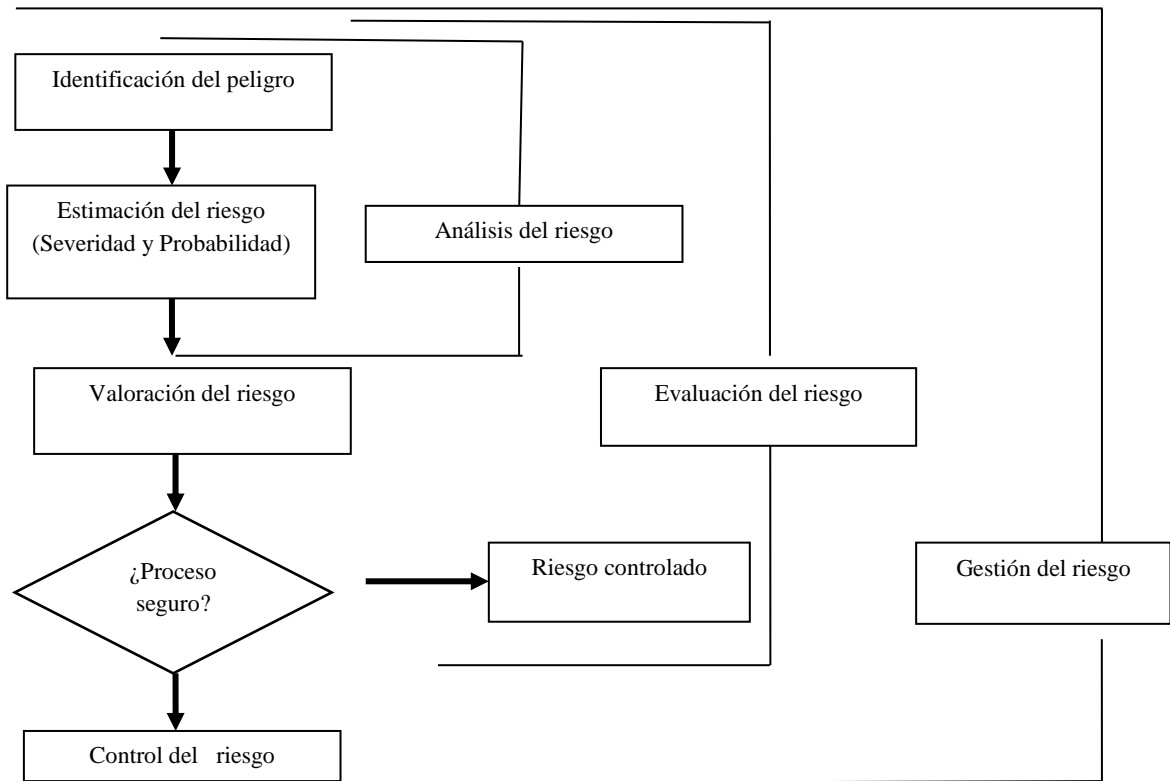 Identificación del peligro
Estimación del riesgo
(Severidad y Probabilidad)
Análisis del riesgo
Valoración del riesgo
Evaluación del riesgo
¿Proceso
seguro?
Riesgo controlado
Gestión del riesgo
Control del riesgo